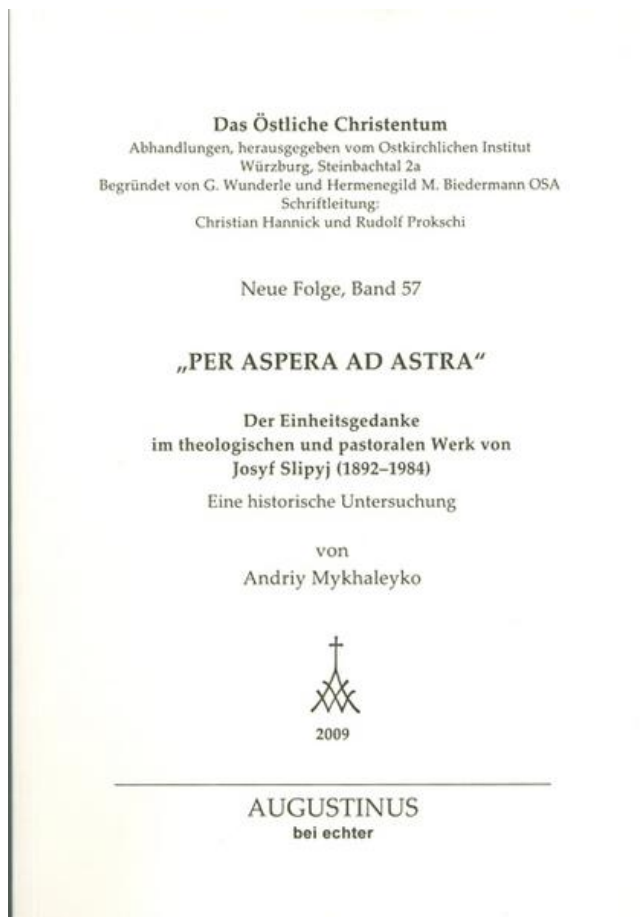 Das Östliche Christentum
Abhandlungen, herausgegeben vom Ostkirchlichen Institut
Würzburg, Steinbachtal 2a
Begründet von G. Wunderle und Hermenegild M. Biedermann OSA
Schriftleitung:
Christian Hannick und Rudolf Prokschi
Neue Folge, Band 57
„PER ASPERA AD ASTRA“
Der Einheitsgedanke
im theologischen und pastoralen Werk von
Josyf Slipyj (1892–1984)
Eine historische Untersuchung
von
Andriy Mykhaleyko
2009
AUGUSTINUS
bei echter